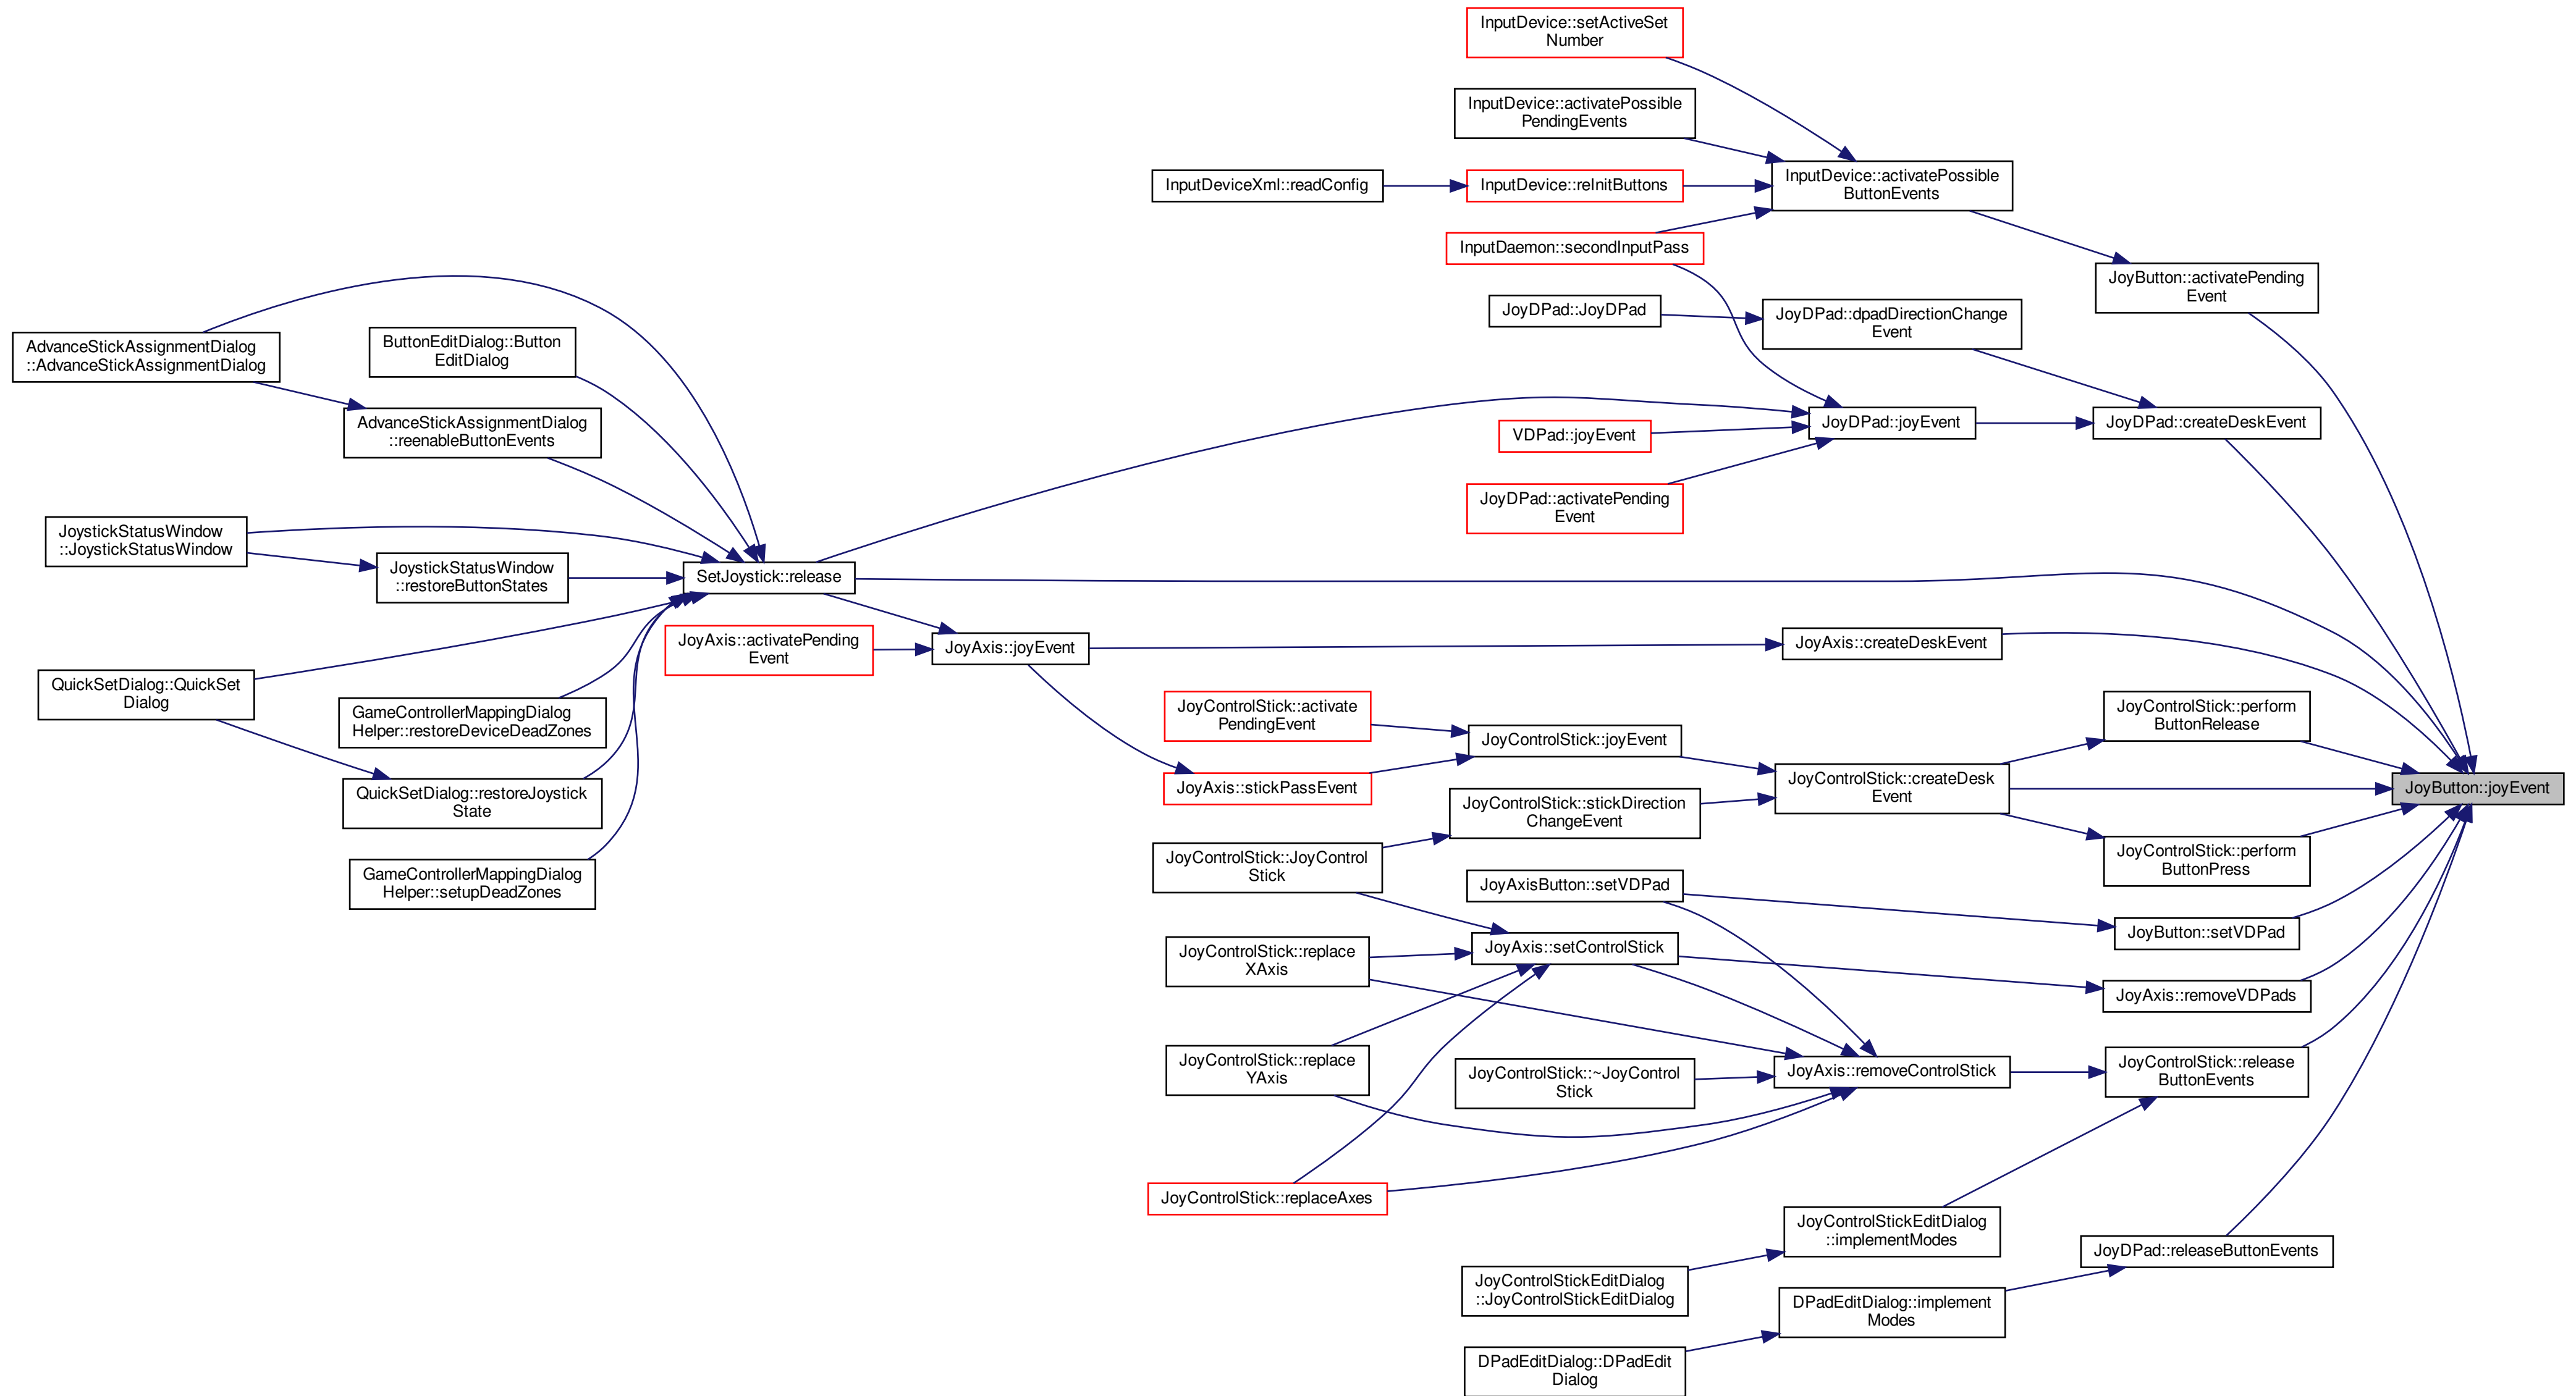 InputDevice::setActiveSet
Number
InputDevice::activatePossible
PendingEvents
InputDeviceXml::readConfig
InputDevice::reInitButtons
InputDevice::activatePossible
ButtonEvents
InputDaemon::secondInputPass
JoyButton::activatePending
Event
JoyDPad::JoyDPad
JoyDPad::dpadDirectionChange
Event
AdvanceStickAssignmentDialog
::AdvanceStickAssignmentDialog
ButtonEditDialog::Button
EditDialog
AdvanceStickAssignmentDialog
::reenableButtonEvents
VDPad::joyEvent
JoyDPad::joyEvent
JoyDPad::createDeskEvent
JoyDPad::activatePending
Event
JoystickStatusWindow
::JoystickStatusWindow
JoystickStatusWindow
::restoreButtonStates
SetJoystick::release
JoyAxis::activatePending
Event
JoyAxis::joyEvent
JoyAxis::createDeskEvent
QuickSetDialog::QuickSet
Dialog
GameControllerMappingDialog
Helper::restoreDeviceDeadZones
JoyControlStick::activate
PendingEvent
JoyControlStick::joyEvent
JoyControlStick::perform
ButtonRelease
QuickSetDialog::restoreJoystick
State
JoyAxis::stickPassEvent
JoyControlStick::createDesk
Event
JoyButton::joyEvent
JoyControlStick::stickDirection
ChangeEvent
GameControllerMappingDialog
Helper::setupDeadZones
JoyControlStick::JoyControl
Stick
JoyControlStick::perform
ButtonPress
JoyAxisButton::setVDPad
JoyButton::setVDPad
JoyControlStick::replace
XAxis
JoyAxis::setControlStick
JoyAxis::removeVDPads
JoyControlStick::replace
YAxis
JoyControlStick::~JoyControl
Stick
JoyAxis::removeControlStick
JoyControlStick::release
ButtonEvents
JoyControlStick::replaceAxes
JoyControlStickEditDialog
::implementModes
JoyDPad::releaseButtonEvents
JoyControlStickEditDialog
::JoyControlStickEditDialog
DPadEditDialog::implement
Modes
DPadEditDialog::DPadEdit
Dialog